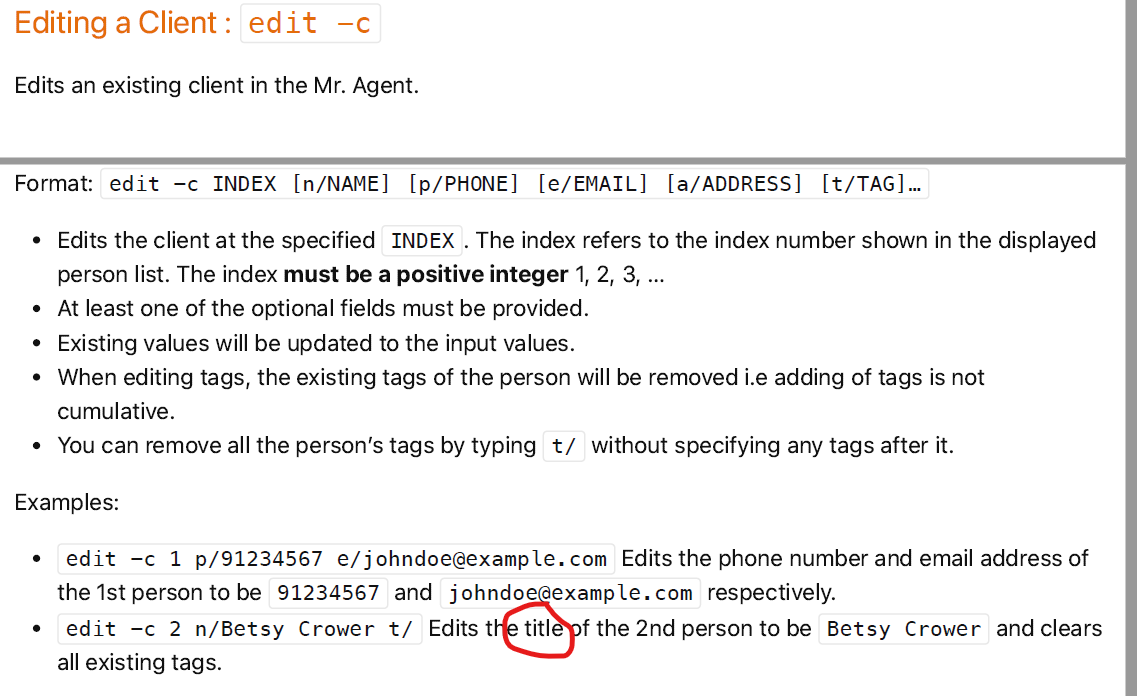 Editing a Client : edit -c
Edits an existing client in the Mr. Agent.
Format: edit -c INDEX [n/NAME] [p/PHONE] [e/EMAIL] [a/ADDRESS] [t/TAG]…
• Edits the client at the specified INDEX . The index refers to the index number shown in the displayed
person list. The index must be a positive integer 1, 2, 3, …
• At least one of the optional fields must be provided.
• Existing values will be updated to the input values.
• When editing tags, the existing tags of the person will be removed i.e adding of tags is not
cumulative.
• You can remove all the person’s tags by typing t/ without specifying any tags after it.
Examples:
• edit -c 1 p/91234567 e/johndoe@example.com Edits the phone number and email address of
the 1st person to be 91234567 and johndoe@example.com respectively.
• edit -c 2 n/Betsy Crower t/ Edits the title of the 2nd person to be Betsy Crower and clears
all existing tags.